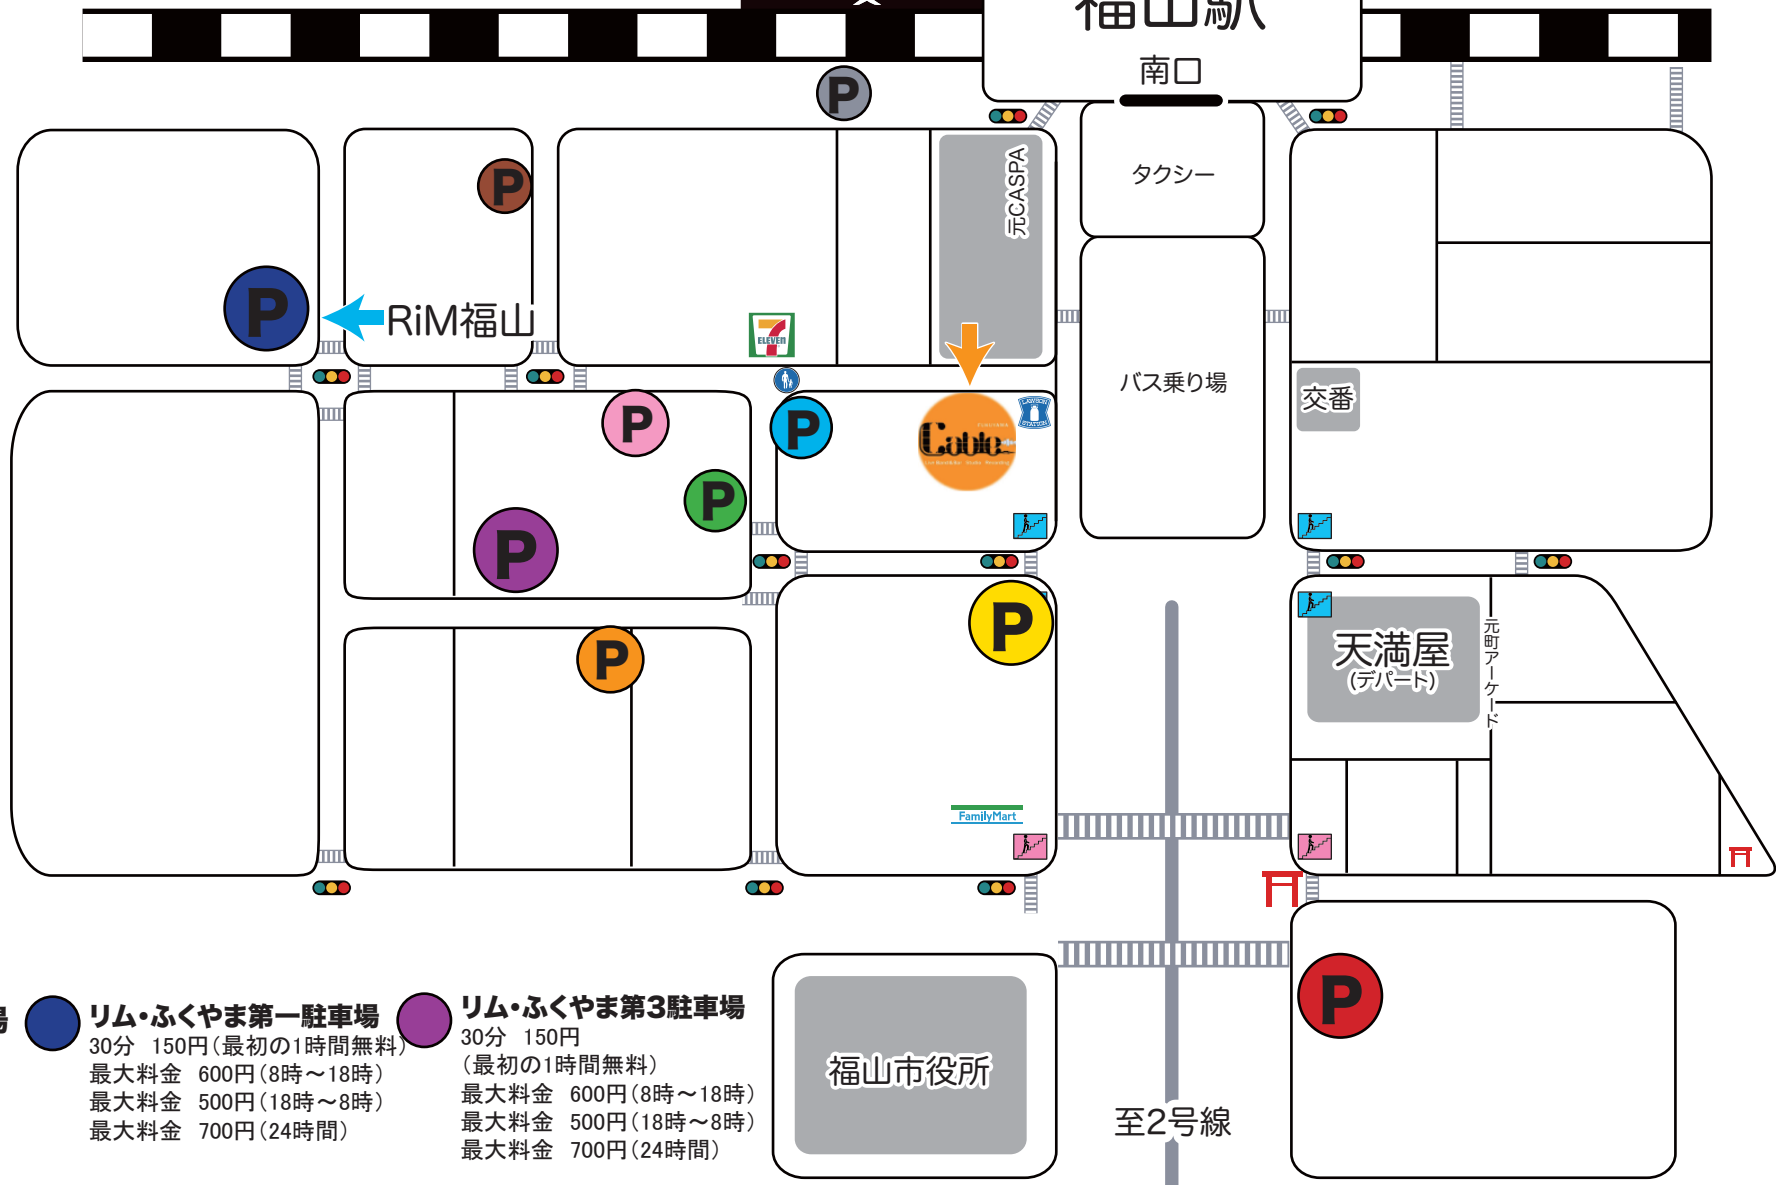 福山駅
南口
P
元CASPA
タクシー
P
P
RiM福山
7
ELEVEn
バス乗り場
交番
P
P
Cable
LAWSON
STATION
P
P
P
P
天満屋
(デパート)
元町アーケード
FamilyMart
P
福山市役所
至2号線
場
リム・ふくやま第一駐車場
30分 150円(最初の1時間無料)
最大料金 600円(8時～18時)
最大料金 500円(18時～8時)
最大料金 700円(24時間)
リム・ふくやま第3駐車場
30分 150円
(最初の1時間無料)
最大料金 600円(8時～18時)
最大料金 500円(18時～8時)
最大料金 700円(24時間)